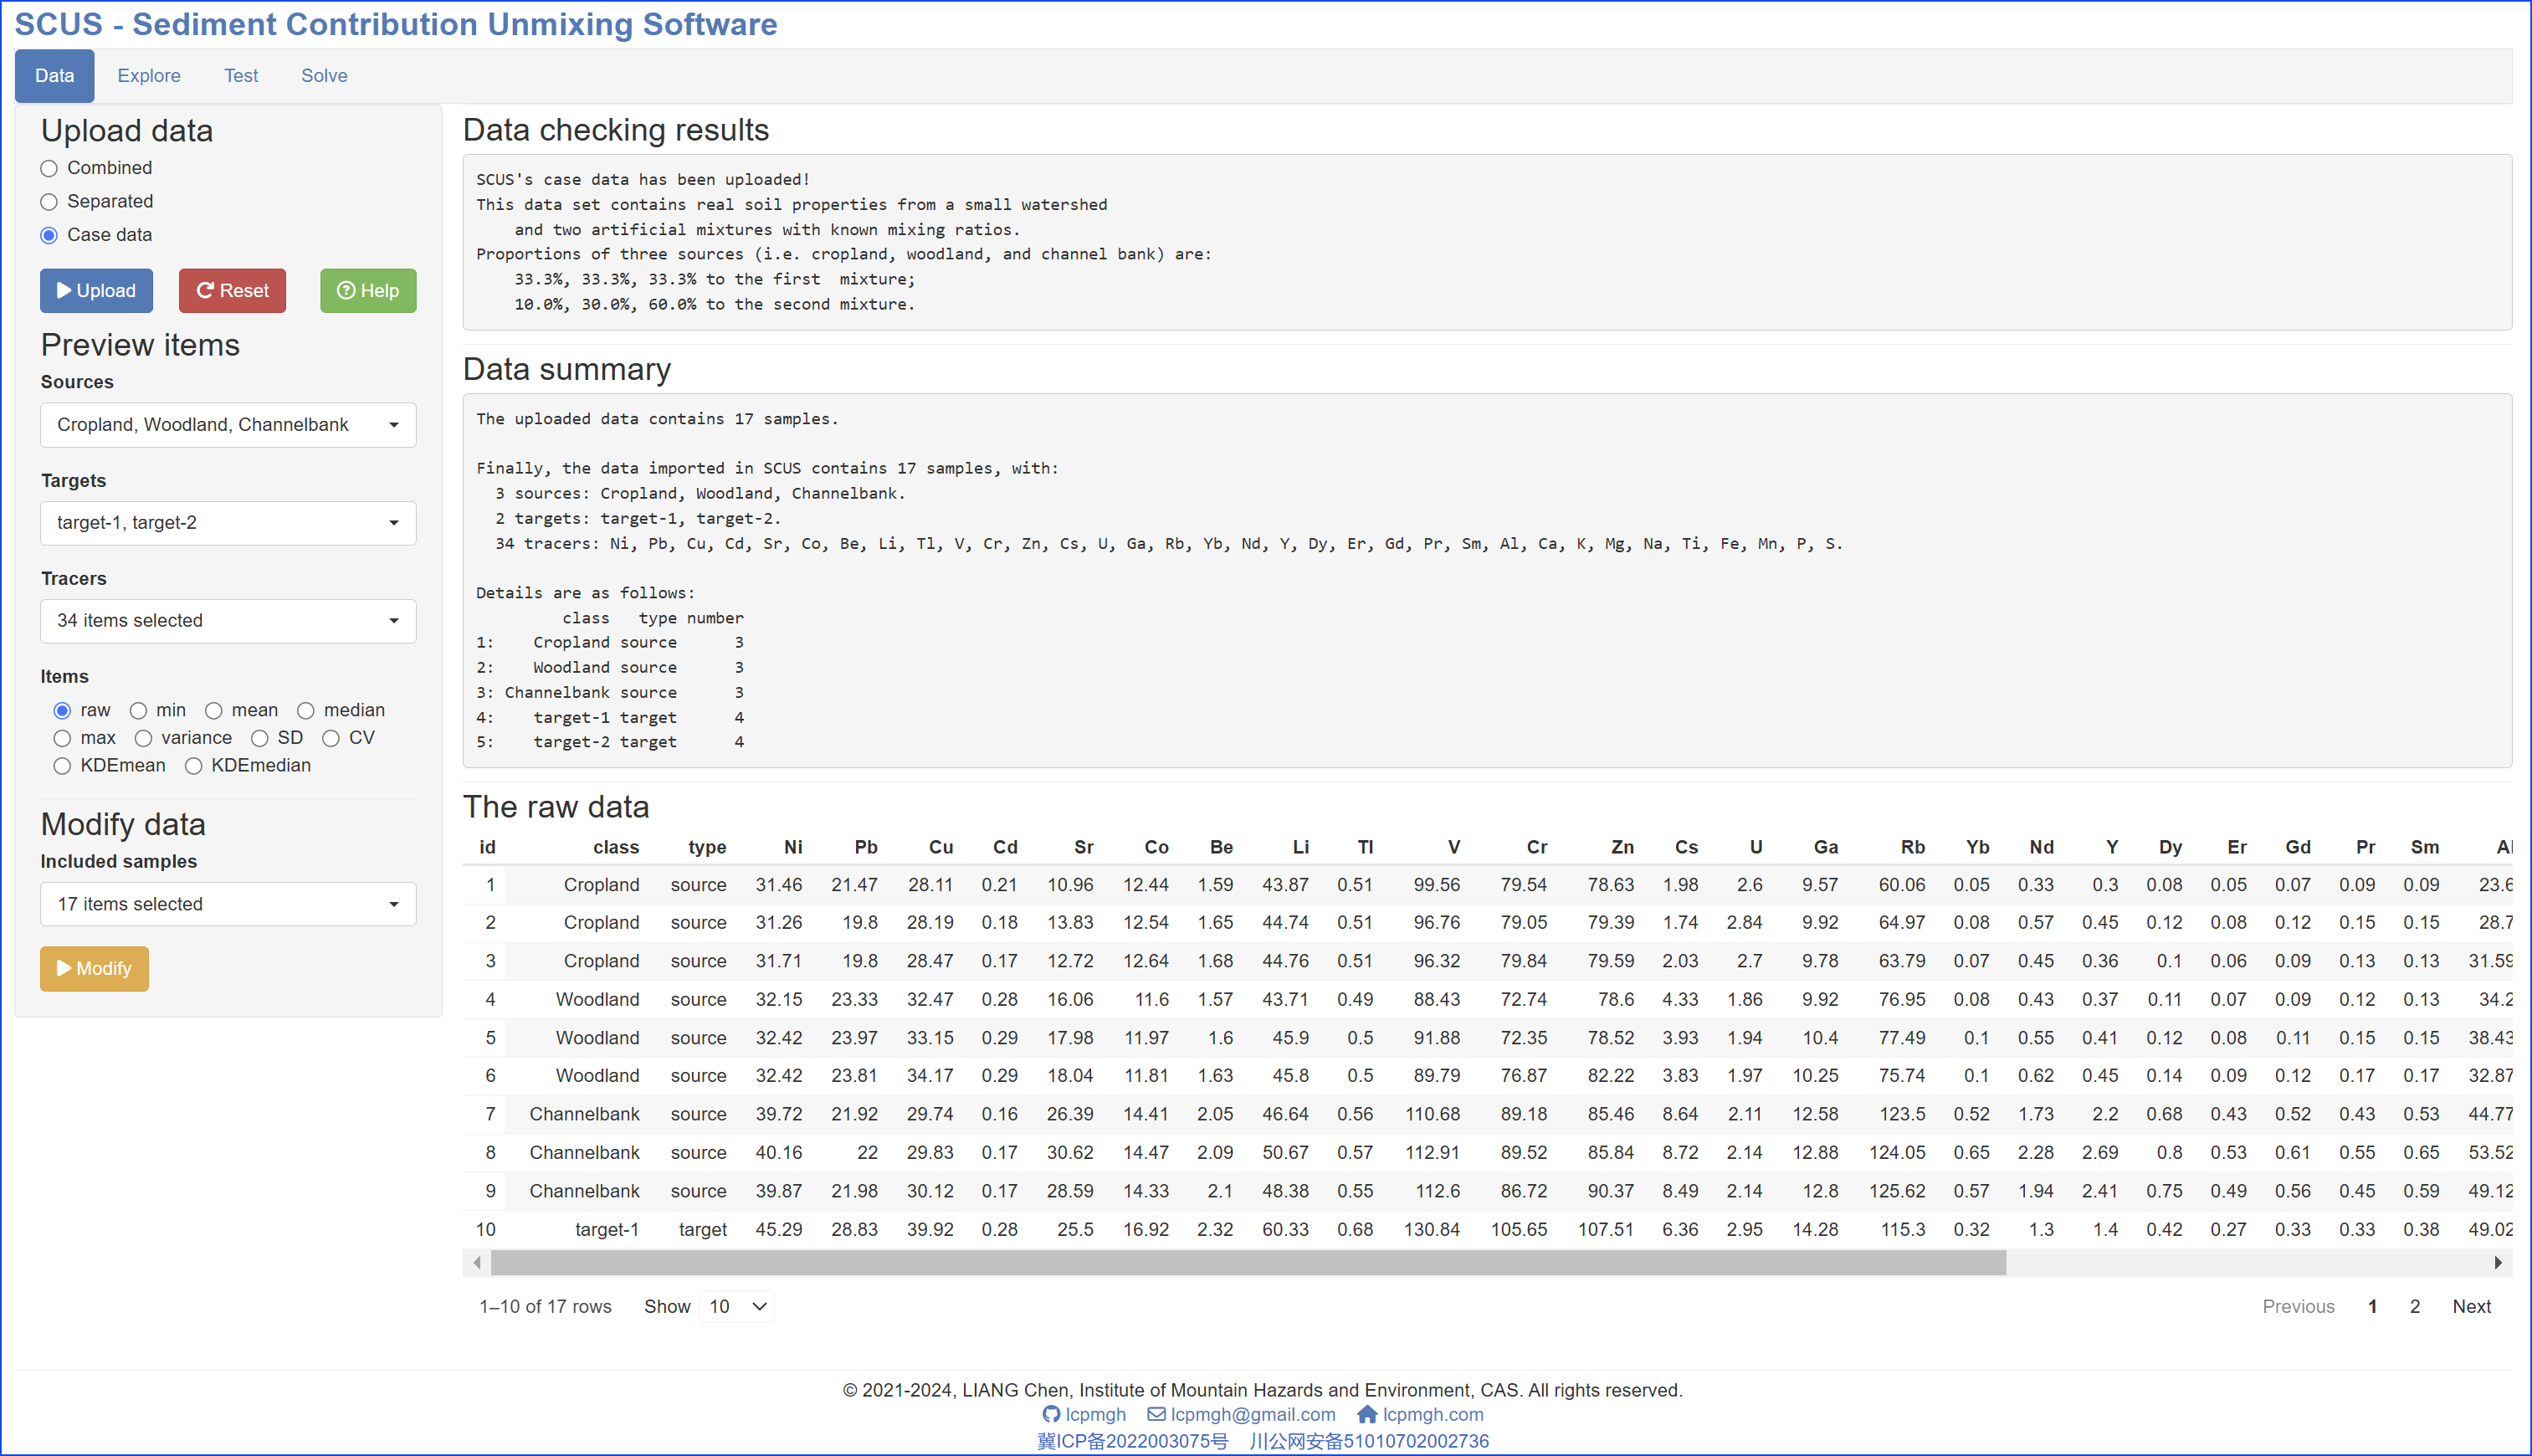 SCUS - Sediment Contribution Unmixing Software
Data Explore Test Solve
Upload data
Combined
Separated
Case data
Upload Reset Help
Preview items
Sources
Cropland, Woodland, Channelbank
Targets
target-1, target-2
Tracers
34 items selected
Items
raw min mean median
max variance SD CV
KDEmean KDEmedian
Modify data
Included samples
17 items selected
Modify
Data checking results
SCUS's case data has been uploaded!
This data set contains real soil properties from a small watershed
and two artificial mixtures with known mixing ratios.
Proportions of three sources (i.e. cropland, woodland, and channel bank) are:
33.3%, 33.3%, 33.3% to the first  mixture;
10.0%, 30.0%, 60.0% to the second mixture.
Data summary
The uploaded data contains 17 samples.
Finally, the data imported in SCUS contains 17 samples, with:
3 sources: Cropland, Woodland, Channelbank.
2 targets: target-1, target-2.
34 tracers: Ni, Pb, Cu, Cd, Sr, Co, Be, Li, Tl, V, Cr, Zn, Cs, U, Ga, Rb, Yb, Nd, Y, Dy, Er, Gd, Pr, Sm, Al, Ca, K, Mg, Na, Ti, Fe, Mn, P, S.
Details are as follows:
class type number
1: Cropland source 3
2: Woodland source 3
3: Channelbank source 3
4: target-1 target 4
5: target-2 target 4
The raw data
id class type Ni Pb Cu Cd Sr Co Be Li Tl V Cr Zn Cs U Ga Rb Yb Nd Y Dy Er Gd Pr Sm Al
1 Cropland source 31.46 21.47 28.11 0.21 10.96 12.44 1.59 43.87 0.51 99.56 79.54 78.63 1.98 2.6 9.57 60.06 0.05 0.33 0.3 0.08 0.05 0.07 0.09 0.09 23.6
2 Cropland source 31.26 19.8 28.19 0.18 13.83 12.54 1.65 44.74 0.51 96.76 79.05 79.39 1.74 2.84 9.92 64.97 0.08 0.57 0.45 0.12 0.08 0.12 0.15 0.15 28.7
3 Cropland source 31.71 19.8 28.47 0.17 12.72 12.64 1.68 44.76 0.51 96.32 79.84 79.59 2.03 2.7 9.78 63.79 0.07 0.45 0.36 0.1 0.06 0.09 0.13 0.13 31.59
4 Woodland source 32.15 23.33 32.47 0.28 16.06 11.6 1.57 43.71 0.49 88.43 72.74 78.6 4.33 1.86 9.92 76.95 0.08 0.43 0.37 0.11 0.07 0.09 0.12 0.13 34.2
5 Woodland source 32.42 23.97 33.15 0.29 17.98 11.97 1.6 45.9 0.5 91.88 72.35 78.52 3.93 1.94 10.4 77.49 0.1 0.55 0.41 0.12 0.08 0.11 0.15 0.15 38.43
6 Woodland source 32.42 23.81 34.17 0.29 18.04 11.81 1.63 45.8 0.5 89.79 76.87 82.22 3.83 1.97 10.25 75.74 0.1 0.62 0.45 0.14 0.09 0.12 0.17 0.17 32.87
7 Channelbank source 39.72 21.92 29.74 0.16 26.39 14.41 2.05 46.64 0.56 110.68 89.18 85.46 8.64 2.11 12.58 123.5 0.52 1.73 2.2 0.68 0.43 0.52 0.43 0.53 44.77
8 Channelbank source 40.16 22 29.83 0.17 30.62 14.47 2.09 50.67 0.57 112.91 89.52 85.84 8.72 2.14 12.88 124.05 0.65 2.28 2.69 0.8 0.53 0.61 0.55 0.65 53.52
9 Channelbank source 39.87 21.98 30.12 0.17 28.59 14.33 2.1 48.38 0.55 112.6 86.72 90.37 8.49 2.14 12.8 125.62 0.57 1.94 2.41 0.75 0.49 0.56 0.45 0.59 49.12
10 target-1 target 45.29 28.83 39.92 0.28 25.5 16.92 2.32 60.33 0.68 130.84 105.65 107.51 6.36 2.95 14.28 115.3 0.32 1.3 1.4 0.42 0.27 0.33 0.33 0.38 49.02
1–10 of 17 rows Show 10 Previous 1 2 Next
© 2021-2024, LIANG Chen, Institute of Mountain Hazards and Environment, CAS. All rights reserved.
lcpmgh lcpmgh@gmail.com lcpmgh.com
冀ICP备2022003075号 川公网安备51010702002736